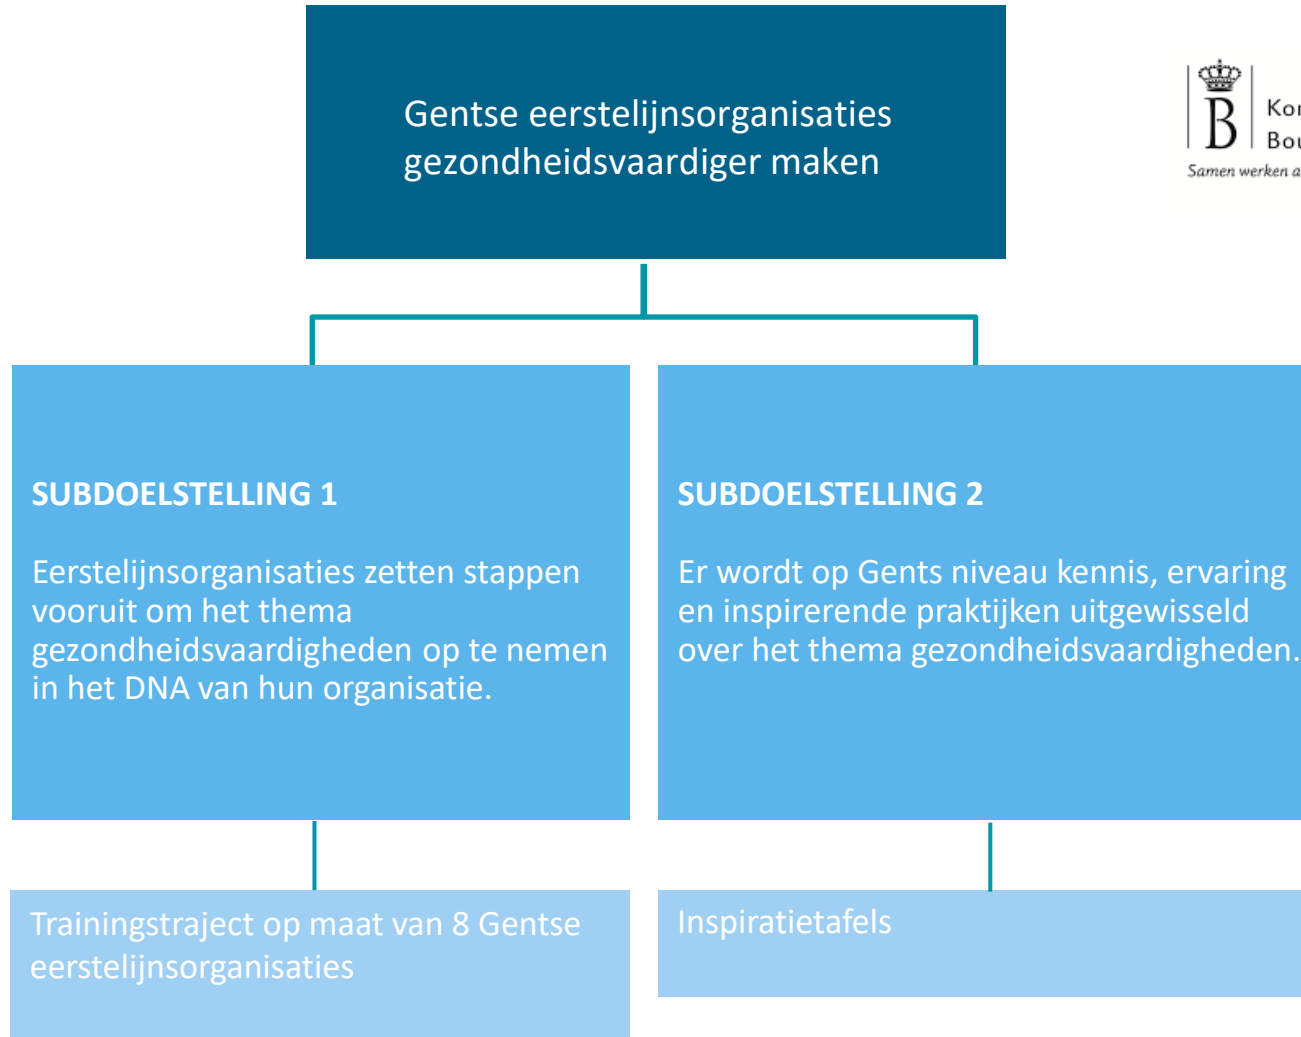 Gentse eerstelijnsorganisaties
gezondheidsvaardiger maken
B
Samen werken a
SUBDOELSTELLING 1
Eerstelijnsorganisaties zetten stappen
vooruit om het thema
gezondheidsvaardigheden op te nemen
in het DNA van hun organisatie.
SUBDOELSTELLING 2
Er wordt op Gents niveau kennis, ervaring
en inspirerende praktijken uitgewisseld
over het thema gezondheidsvaardigheden.
Trainingstraject op maat van 8 Gentse
eerstelijnsorganisaties
Inspiratietafels